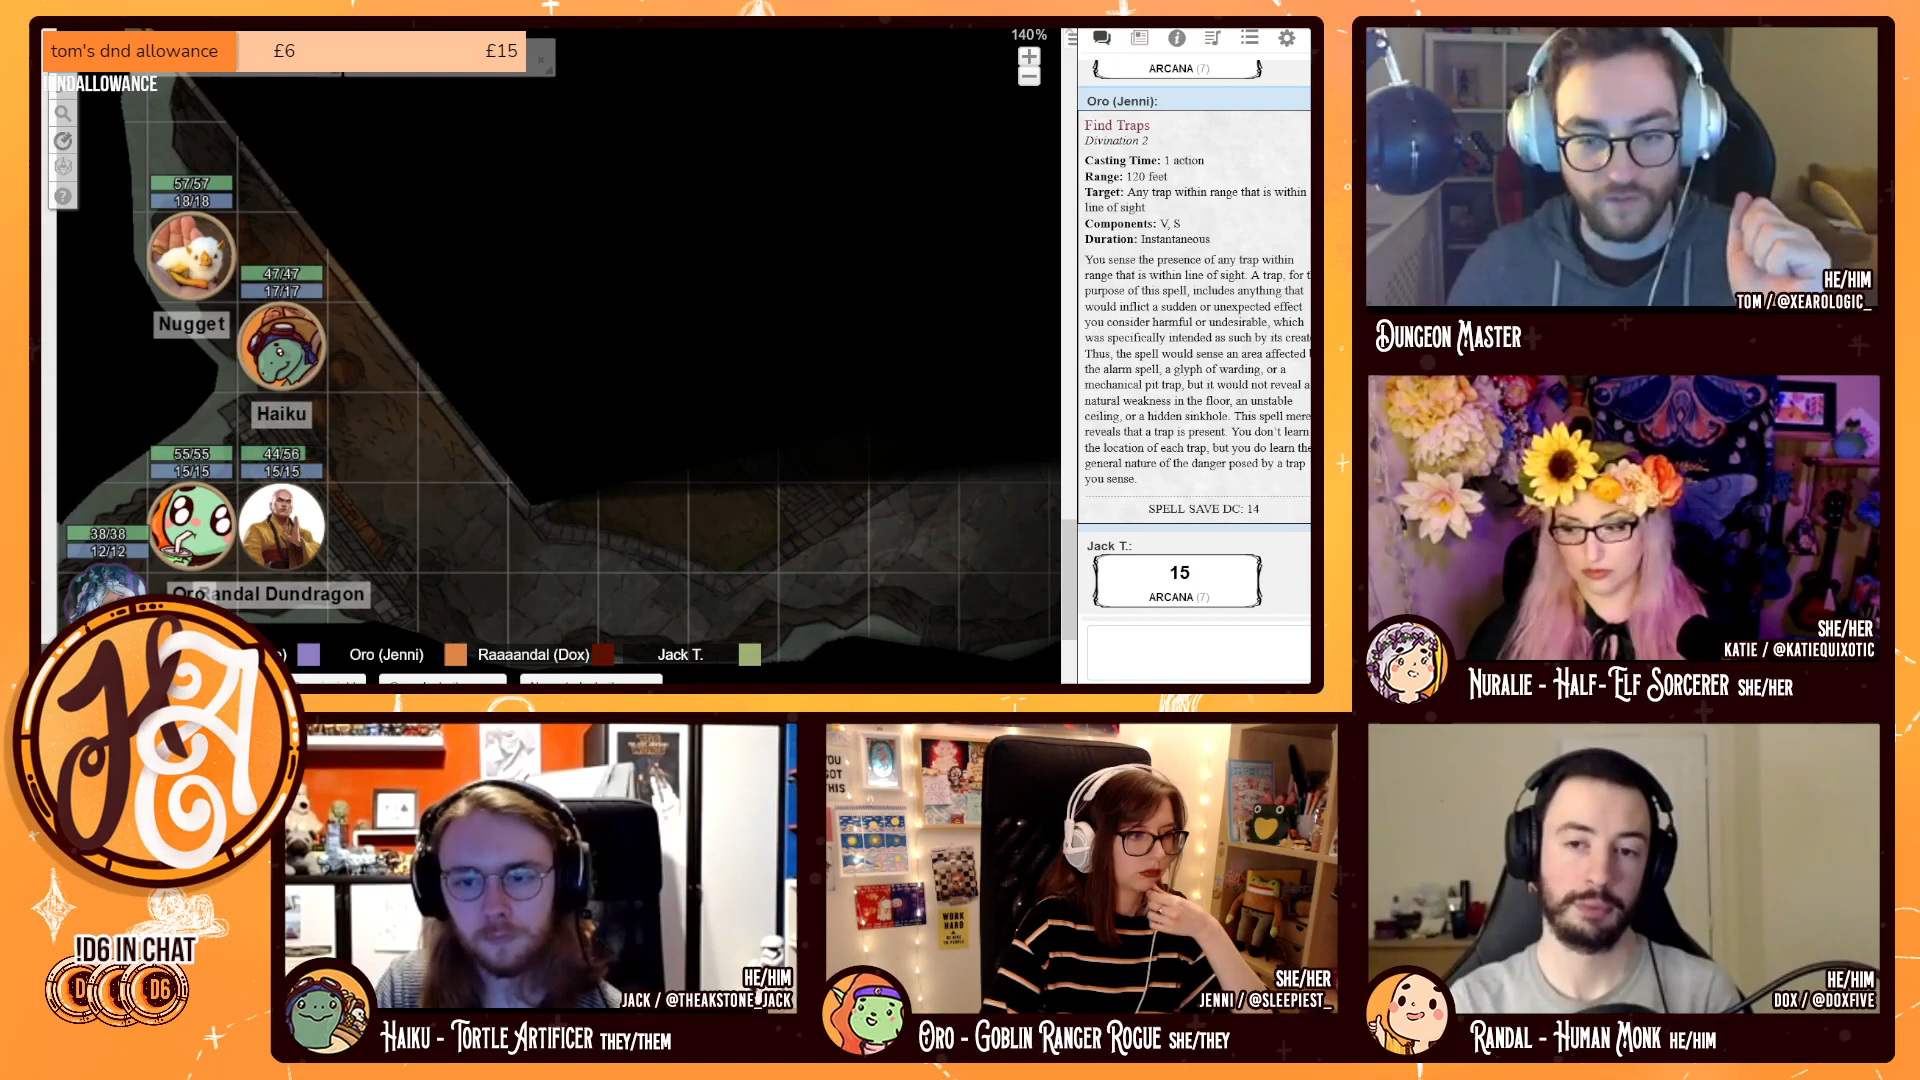 tom's dnd allowance £6 £15
!DNDALLOWANCE
140%
57/57
18/18
Nugget
47/47
17/17
Haiku
55/55
15/15
44/56
15/15
38/38
12/12
Oro
Randal Dundragon
Oro (Jenni)
Raaaandal (Dox)
Jack T.
ARCANA (7)
Oro (Jenni):
Find Traps
Divination 2
Casting Time: 1 action
Range: 120 feet
Target: Any trap within range that is within
line of sight
Components: V, S
Duration: Instantaneous
You sense the presence of any trap within
range that is within line of sight. A trap, for t
purpose of this spell, includes anything that
would inflict a sudden or unexpected effect
you consider harmful or undesirable, which
was specifically intended as such by its creat
Thus, the spell would sense an area affected
the alarm spell, a glyph of warding, or a
mechanical pit trap, but it would not reveal a
natural weakness in the floor, an unstable
ceiling, or a hidden sinkhole. This spell mere
reveals that a trap is present. You don't learn
the location of each trap, but you do learn the
general nature of the danger posed by a trap
you sense.
SPELL SAVE DC: 14
Jack T.:
15
ARCANA (7)
HE/HIM
TOM / @XEAROLOGIC_
DUNGEON MASTER
SHE/HER
KATIE / @KATIEQUIXOTIC
NURALIE - HALF-ELF SORCERER SHE/HER
HAE
!D6 IN CHAT
D6
HE/HIM
JACK / @THEAKSTONE_JACK
HAIKU - TORTLE ARTIFICER THEY/THEM
YOU
GOT
THIS
WORK
HARD
SHE/HER
JENNI / @SLEEPIEST_
ORO - GOBLIN RANGER ROGUE SHE/THEY
HE/HIM
DOX / @DOXFIVE
RANDAL - HUMAN MONK HE/HIM